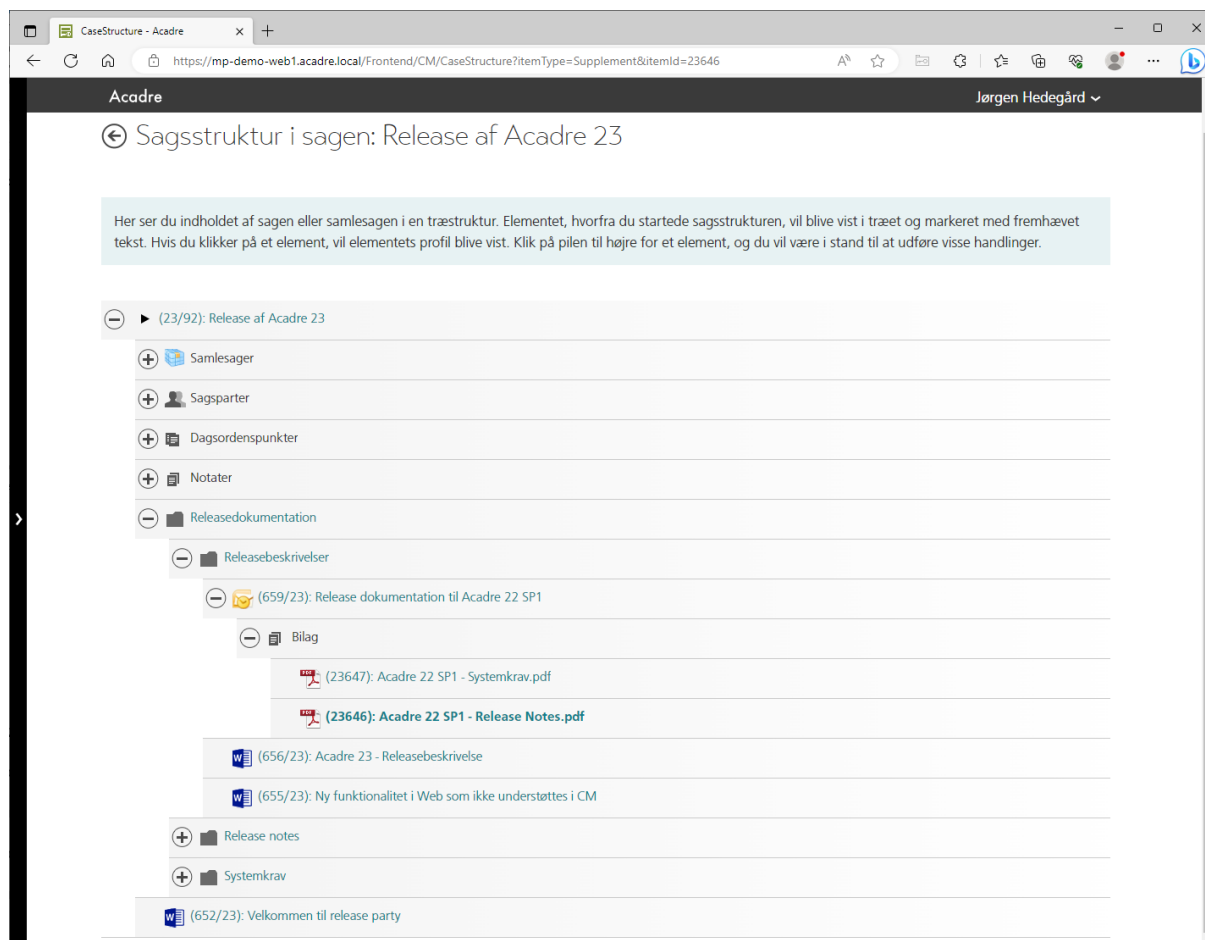 CaseStructure - Acadre
https://mp-demo-web1.acadre.local/Frontend/CM/CaseStructure?itemType=Supplement&itemId=23646
Acadre
Jørgen Hedegård
Sagsstruktur i sagen: Release af Acadre 23
Her ser du indholdet af sagen eller samlesagen i en træstruktur. Elementet, hvorfra du startede sagsstrukturen, vil blive vist i træet og markeret med fremhævet
tekst. Hvis du klikker på et element, vil elementets profil blive vist. Klik på pilen til højre for et element, og du vil være i stand til at udføre visse handlinger.
(23/92): Release af Acadre 23
Samlesager
Sagsparter
Dagsordenspunkter
Notater
Releasedokumentation
Releasebeskrivelser
(659/23): Release dokumentation til Acadre 22 SP1
Bilag
(23647): Acadre 22 SP1 - Systemkrav.pdf
(23646): Acadre 22 SP1 - Release Notes.pdf
(656/23): Acadre 23 - Releasebeskrivelse
(655/23): Ny funktionalitet i Web som ikke understøttes i CM
Release notes
Systemkrav
(652/23): Velkommen til release party